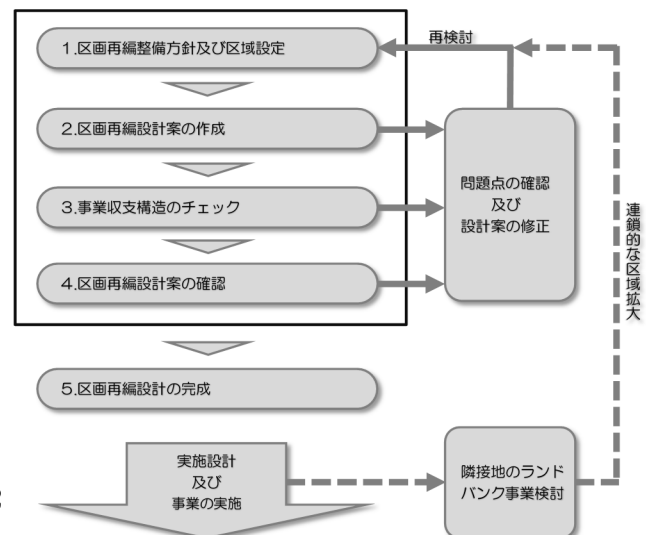 1.区画再編整備方針及び区域設定
再検討
2.区画再編設計案の作成
3.事業収支構造のチェック
4.区画再編設計案の確認
問題点の確認
及び
設計案の修正
連鎖的な区域拡大
5.区画再編設計の完成
実施設計
及び
事業の実施
隣接地のランド
バンク事業検討